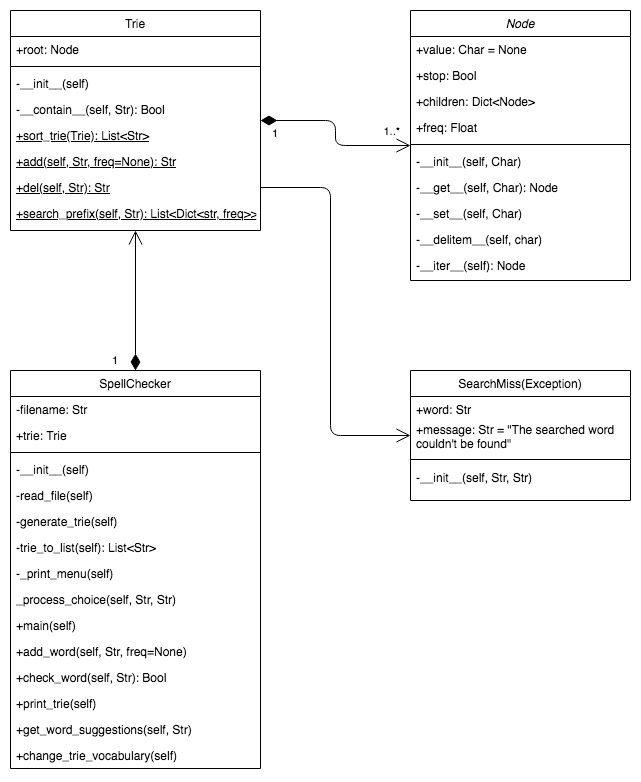 Trie
+root: Node
-__init__(self)
-__contain__(self, Str): Bool
+sort_trie(Trie): List<Str>
+add(self, Str, freq=None): Str
+del(self, Str): Str
+search_prefix(self, Str): List<Dict<str, freq>>
1
1..*
Node
+value: Char = None
+stop: Bool
+children: Dict<Node>
+freq: Float
-__init__(self, Char)
-__get__(self, Char): Node
-__set__(self, Char)
-__delitem__(self, char)
-__iter__(self): Node
1
SpellChecker
-filename: Str
+trie: Trie
-__init__(self)
-read_file(self)
-generate_trie(self)
-trie_to_list(self): List<Str>
-_print_menu(self)
_process_choice(self, Str, Str)
+main(self)
+add_word(self, Str, freq=None)
+check_word(self, Str): Bool
+print_trie(self)
+get_word_suggestions(self, Str)
+change_trie_vocabulary(self)
SearchMiss(Exception)
+word: Str
+message: Str = "The searched word
couldn't be found"
-__init__(self, Str, Str)